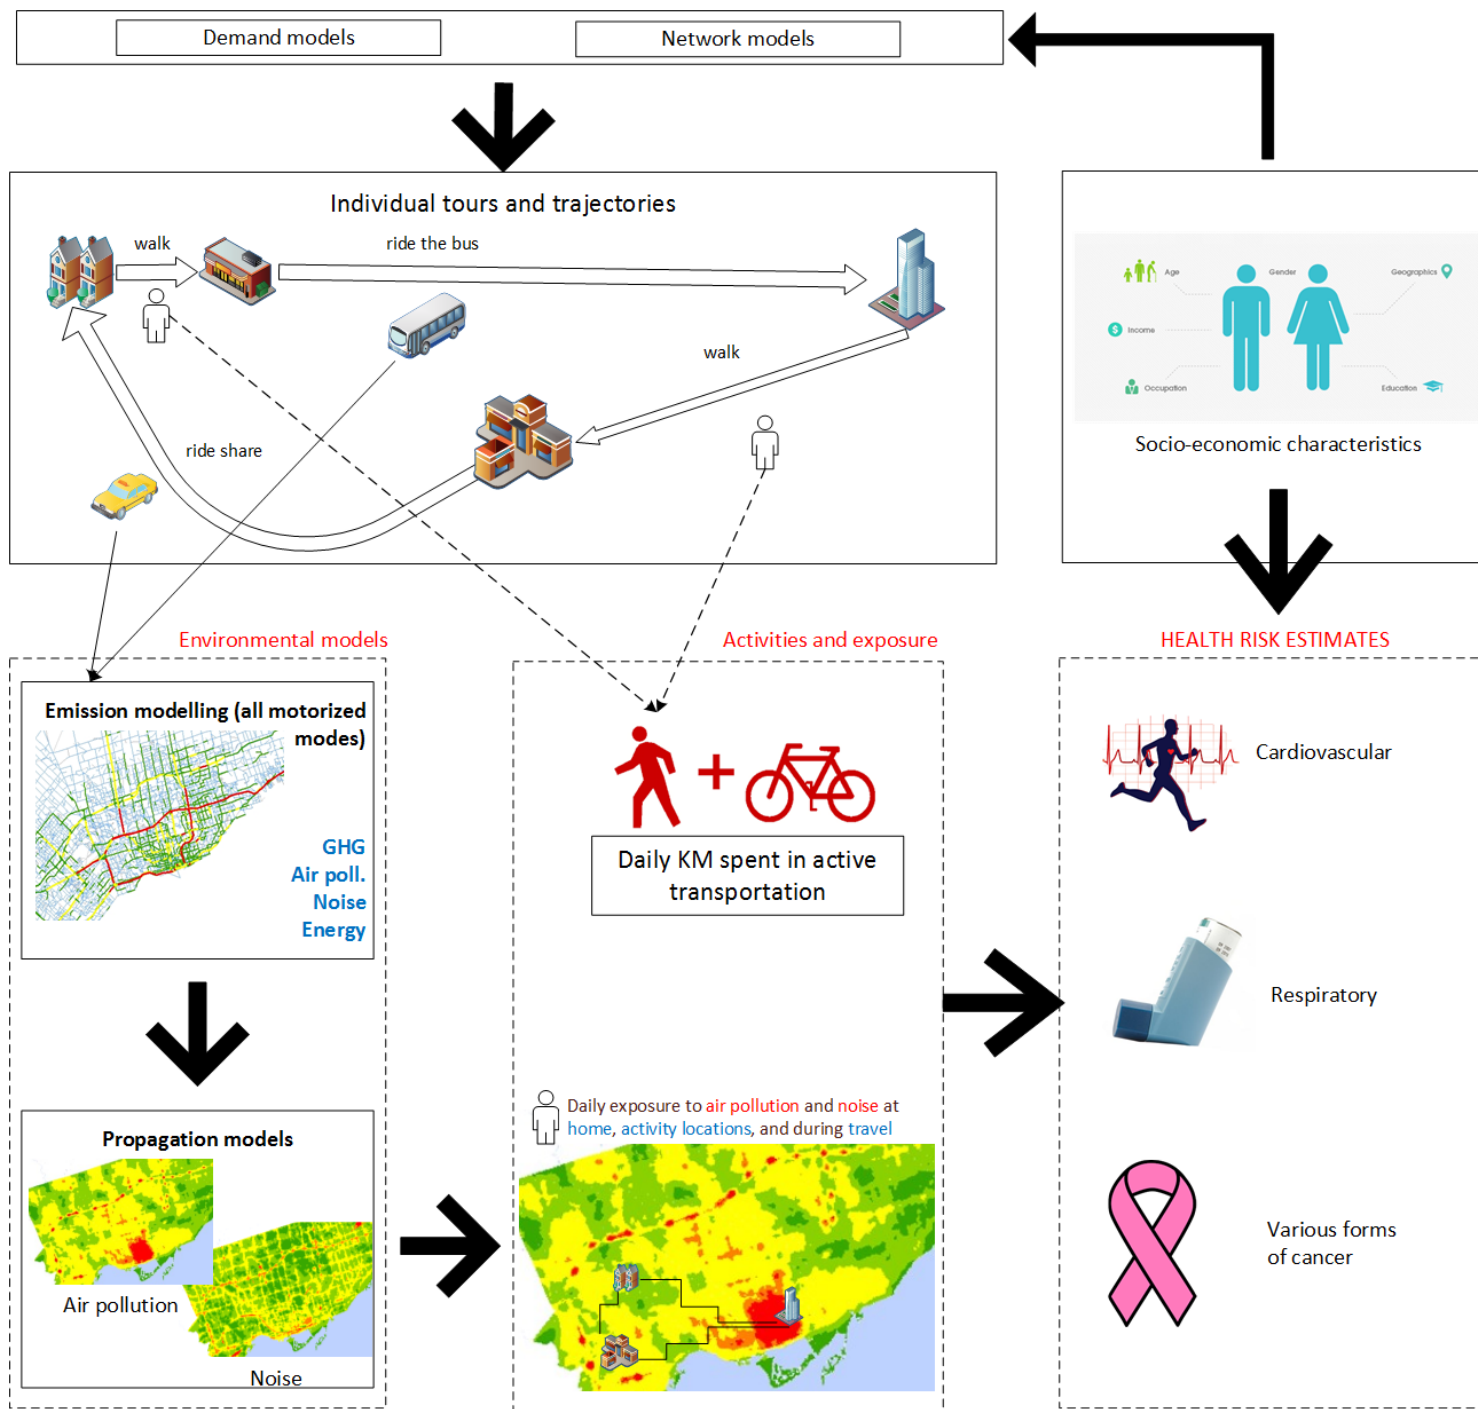 Demand models
Network models
Individual tours and trajectories
walk
ride the bus
walk
ride share
Age
Gender
Geographics
Income
Occupation
Education
Socio-economic characteristics
Environmental models
Activities and exposure
HEALTH RISK ESTIMATES
Emission modelling (all motorized
modes)
GHG
Air poll.
Noise
Energy
Daily KM spent in active
transportation
Cardiovascular
Respiratory
Daily exposure to air pollution and noise at
home, activity locations, and during travel
Propagation models
Air pollution
Noise
Various forms
of cancer